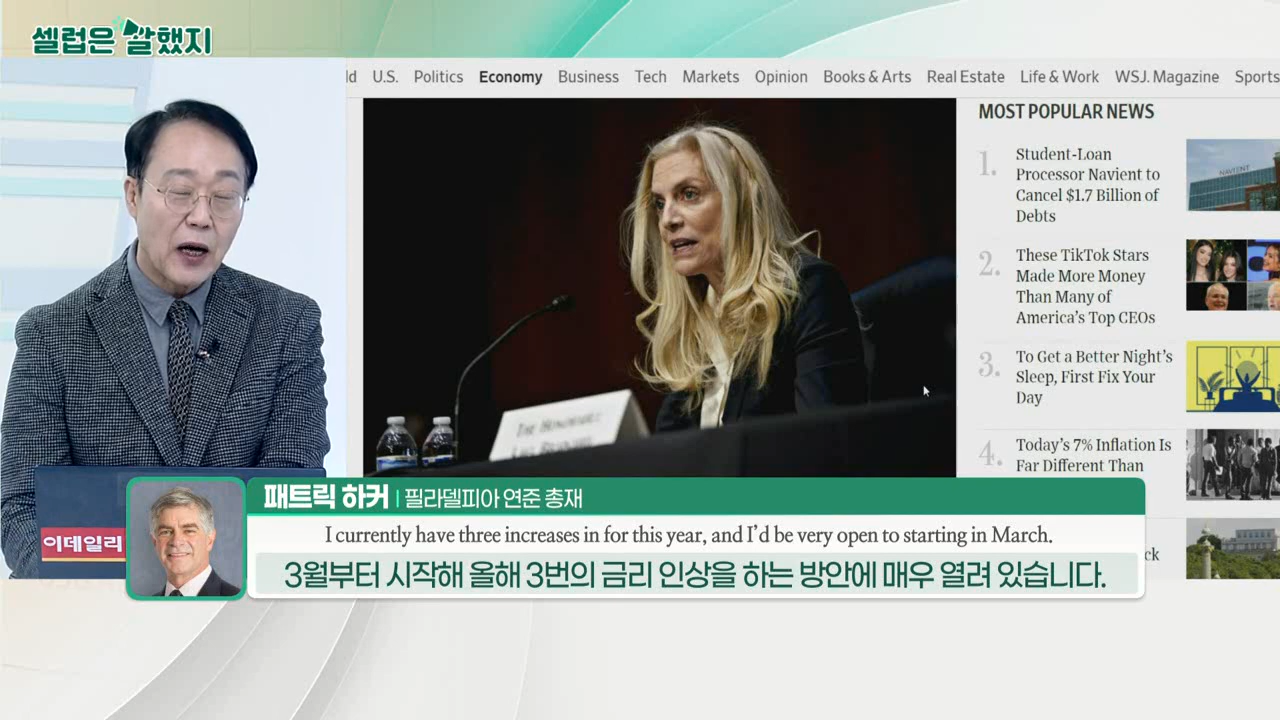 셀럽은 말했지
U.S. Politics Economy Business Tech Markets Opinion Books & Arts Real Estate Life & Work WSJ. Magazine Sports
MOST POPULAR NEWS
1. Student-Loan
Processor Navient to
Cancel $1.7 Billion of
Debts
NAVIENT
2. These TikTok Stars
Made More Money
Than Many of
America's Top CEOs
3. To Get a Better Night's
Sleep, First Fix Your
Day
4. Today's 7% Inflation Is
Far Different Than
THE HONORABLE
이데일리
패트릭 하커 | 필라델피아 연준 총재
I currently have three increases in for this year, and I'd be very open to starting in March.
3월부터 시작해 올해 3번의 금리 인상을 하는 방안에 매우 열려 있습니다.